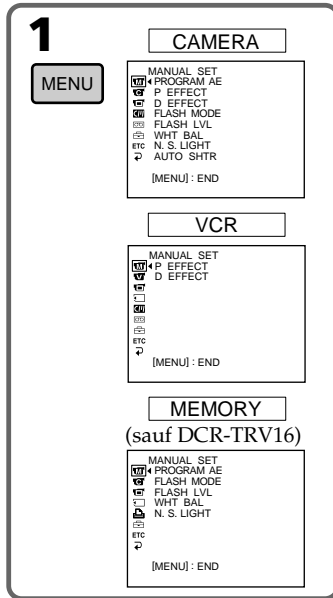 1
MENU
CAMERA
MANUAL SET
PROGRAM AE
P EFFECT
D EFFECT
FLASH MODE
FLASH LVL
WHT BAL
ETC N. S. LIGHT
AUTO SHTR
[MENU] : END
VCR
MANUAL SET
P EFFECT
D EFFECT
ETC
[MENU] : END
MEMORY
(sauf DCR-TRV16)
MANUAL SET
PROGRAM AE
FLASH MODE
FLASH LVL
WHT BAL
N. S. LIGHT
ETC
[MENU] : END